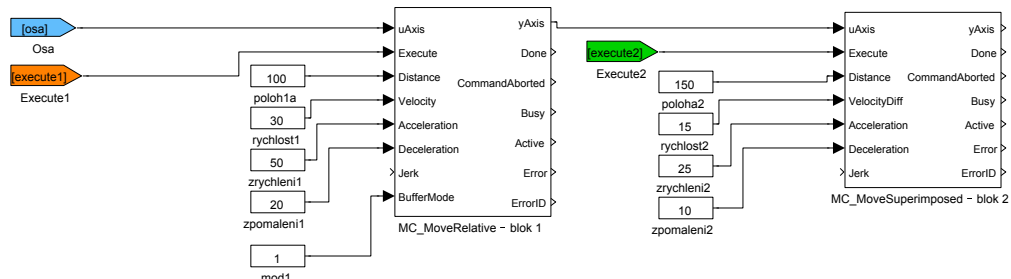 [osa]
Osa
[execute1]
Execute1
100
poloh1a
30
rychlost1
50
zrychleni1
20
zpomaleni1
1
mod1
uAxis
Execute
Distance
Velocity
Acceleration
Deceleration
Jerk
BufferMode
yAxis
Done
CommandAborted
Busy
Active
Error
ErrorID
MC_MoveRelative - blok 1
[execute2]
Execute2
150
poloha2
15
rychlost2
25
zrychleni2
10
zpomaleni2
uAxis
Execute
Distance
VelocityDiff
Acceleration
Deceleration
Jerk
yAxis
Done
CommandAborted
Busy
Active
Error
ErrorID
MC_MoveSuperimposed - blok 2